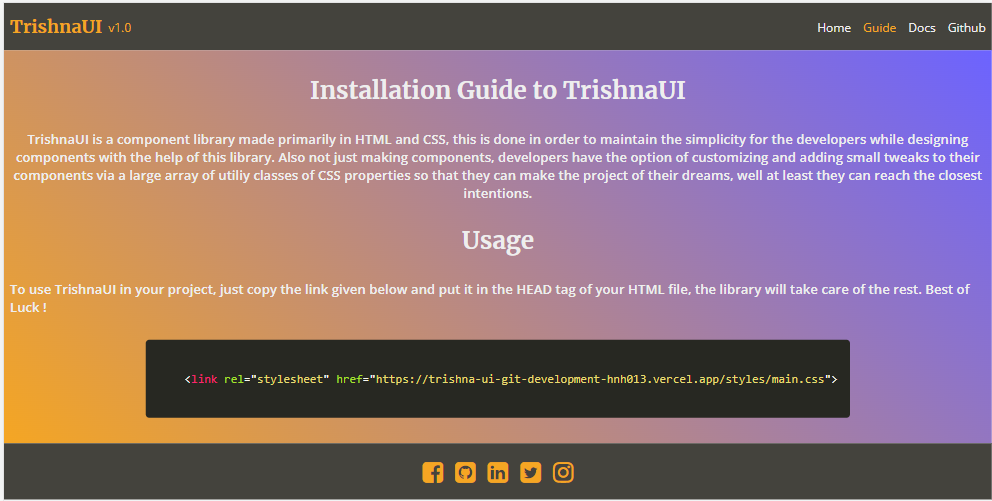 TrishnaUI v1.0
Home Guide Docs Github
Installation Guide to TrishnaUI
TrishnaUI is a component library made primarily in HTML and CSS, this is done in order to maintain the simplicity for the developers while designing
components with the help of this library. Also not just making components, developers have the option of customizing and adding small tweaks to their
components via a large array of utiliy classes of CSS properties so that they can make the project of their dreams, well at least they can reach the closest
intentions.
Usage
To use TrishnaUI in your project, just copy the link given below and put it in the HEAD tag of your HTML file, the library will take care of the rest. Best of
Luck !
<link rel="stylesheet" href="https://trishna-ui-git-development-hnh013.vercel.app/styles/main.css">